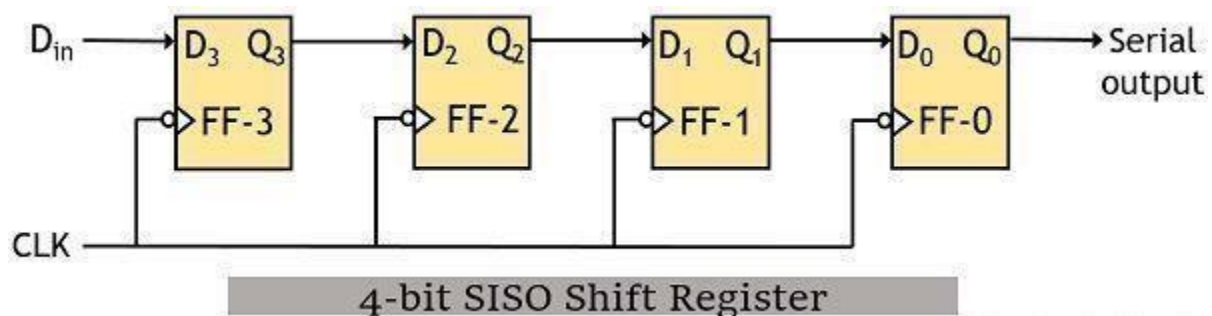 D_in D₃ Q₃ D₂ Q₂ D₁ Q₁ D₀ Q₀ Serial
output
FF-3 FF-2 FF-1 FF-0
CLK
4-bit SISO Shift Register